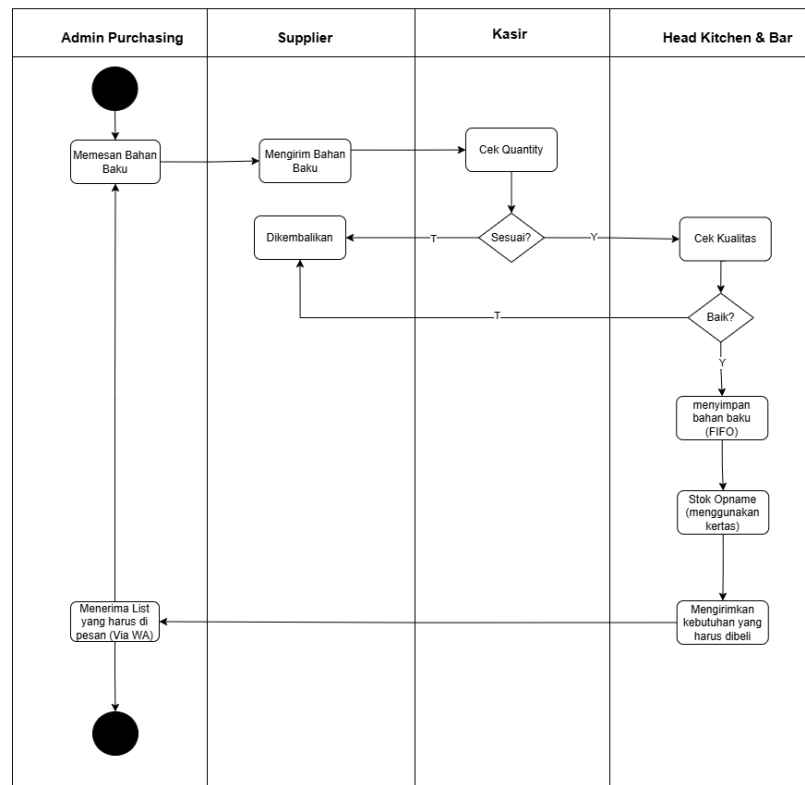 Admin Purchasing
Supplier
Kasir
Head Kitchen & Bar
Memesan Bahan
Baku
Mengirim Bahan
Baku
Cek Quantity
Dikembalikan
T
Sesuai?
Y
Cek Kualitas
T
Baik?
Y
menyimpan
bahan baku
(FIFO)
Stok Opname
(menggunakan
kertas)
Menerima List
yang harus di
pesan (Via WA)
Mengirimkan
kebutuhan yang
harus dibeli